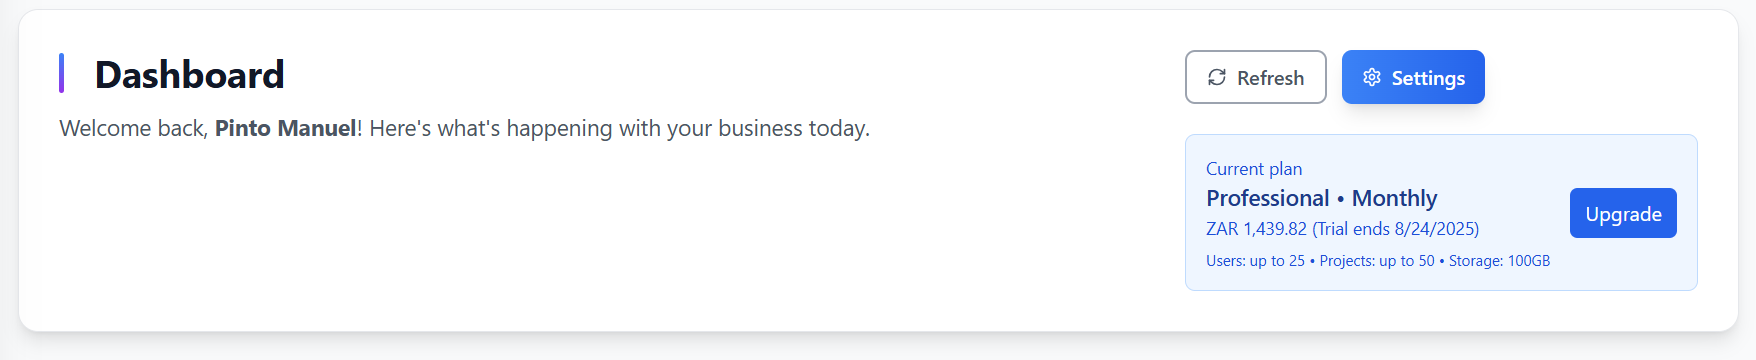 Dashboard
Welcome back, Pinto Manuel! Here's what's happening with your business today.
Refresh
Settings
Current plan
Professional • Monthly
ZAR 1,439.82 (Trial ends 8/24/2025)
Users: up to 25 • Projects: up to 50 • Storage: 100GB
Upgrade